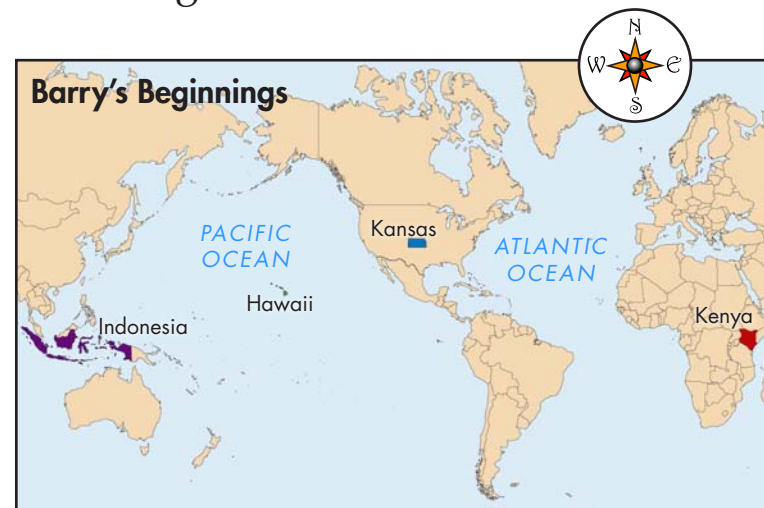 N
W E
S
Barry's Beginnings
Kansas
PACIFIC
OCEAN
ATLANTIC
OCEAN
Hawaii
Indonesia
Kenya